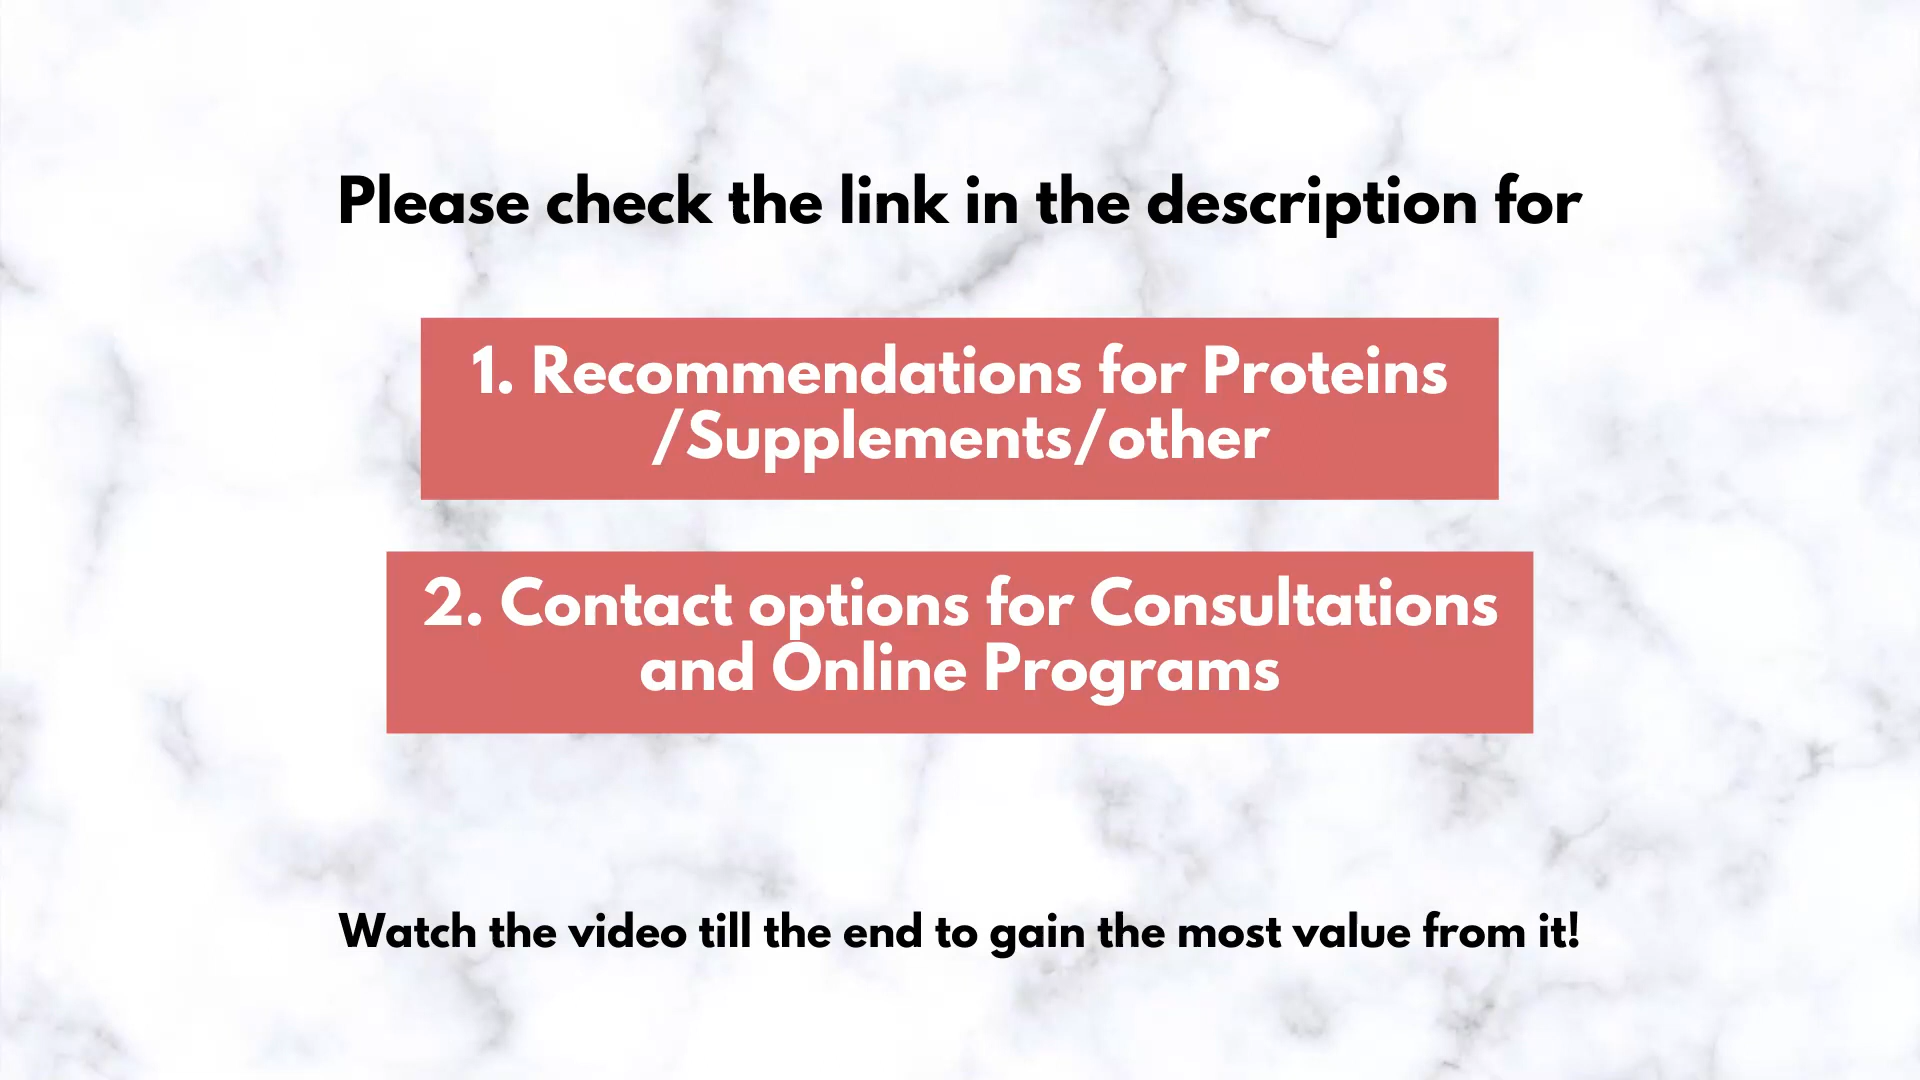 Please check the link in the description for
1. Recommendations for Proteins
/Supplements/other
2. Contact options for Consultations
and Online Programs
Watch the video till the end to gain the most value from it!